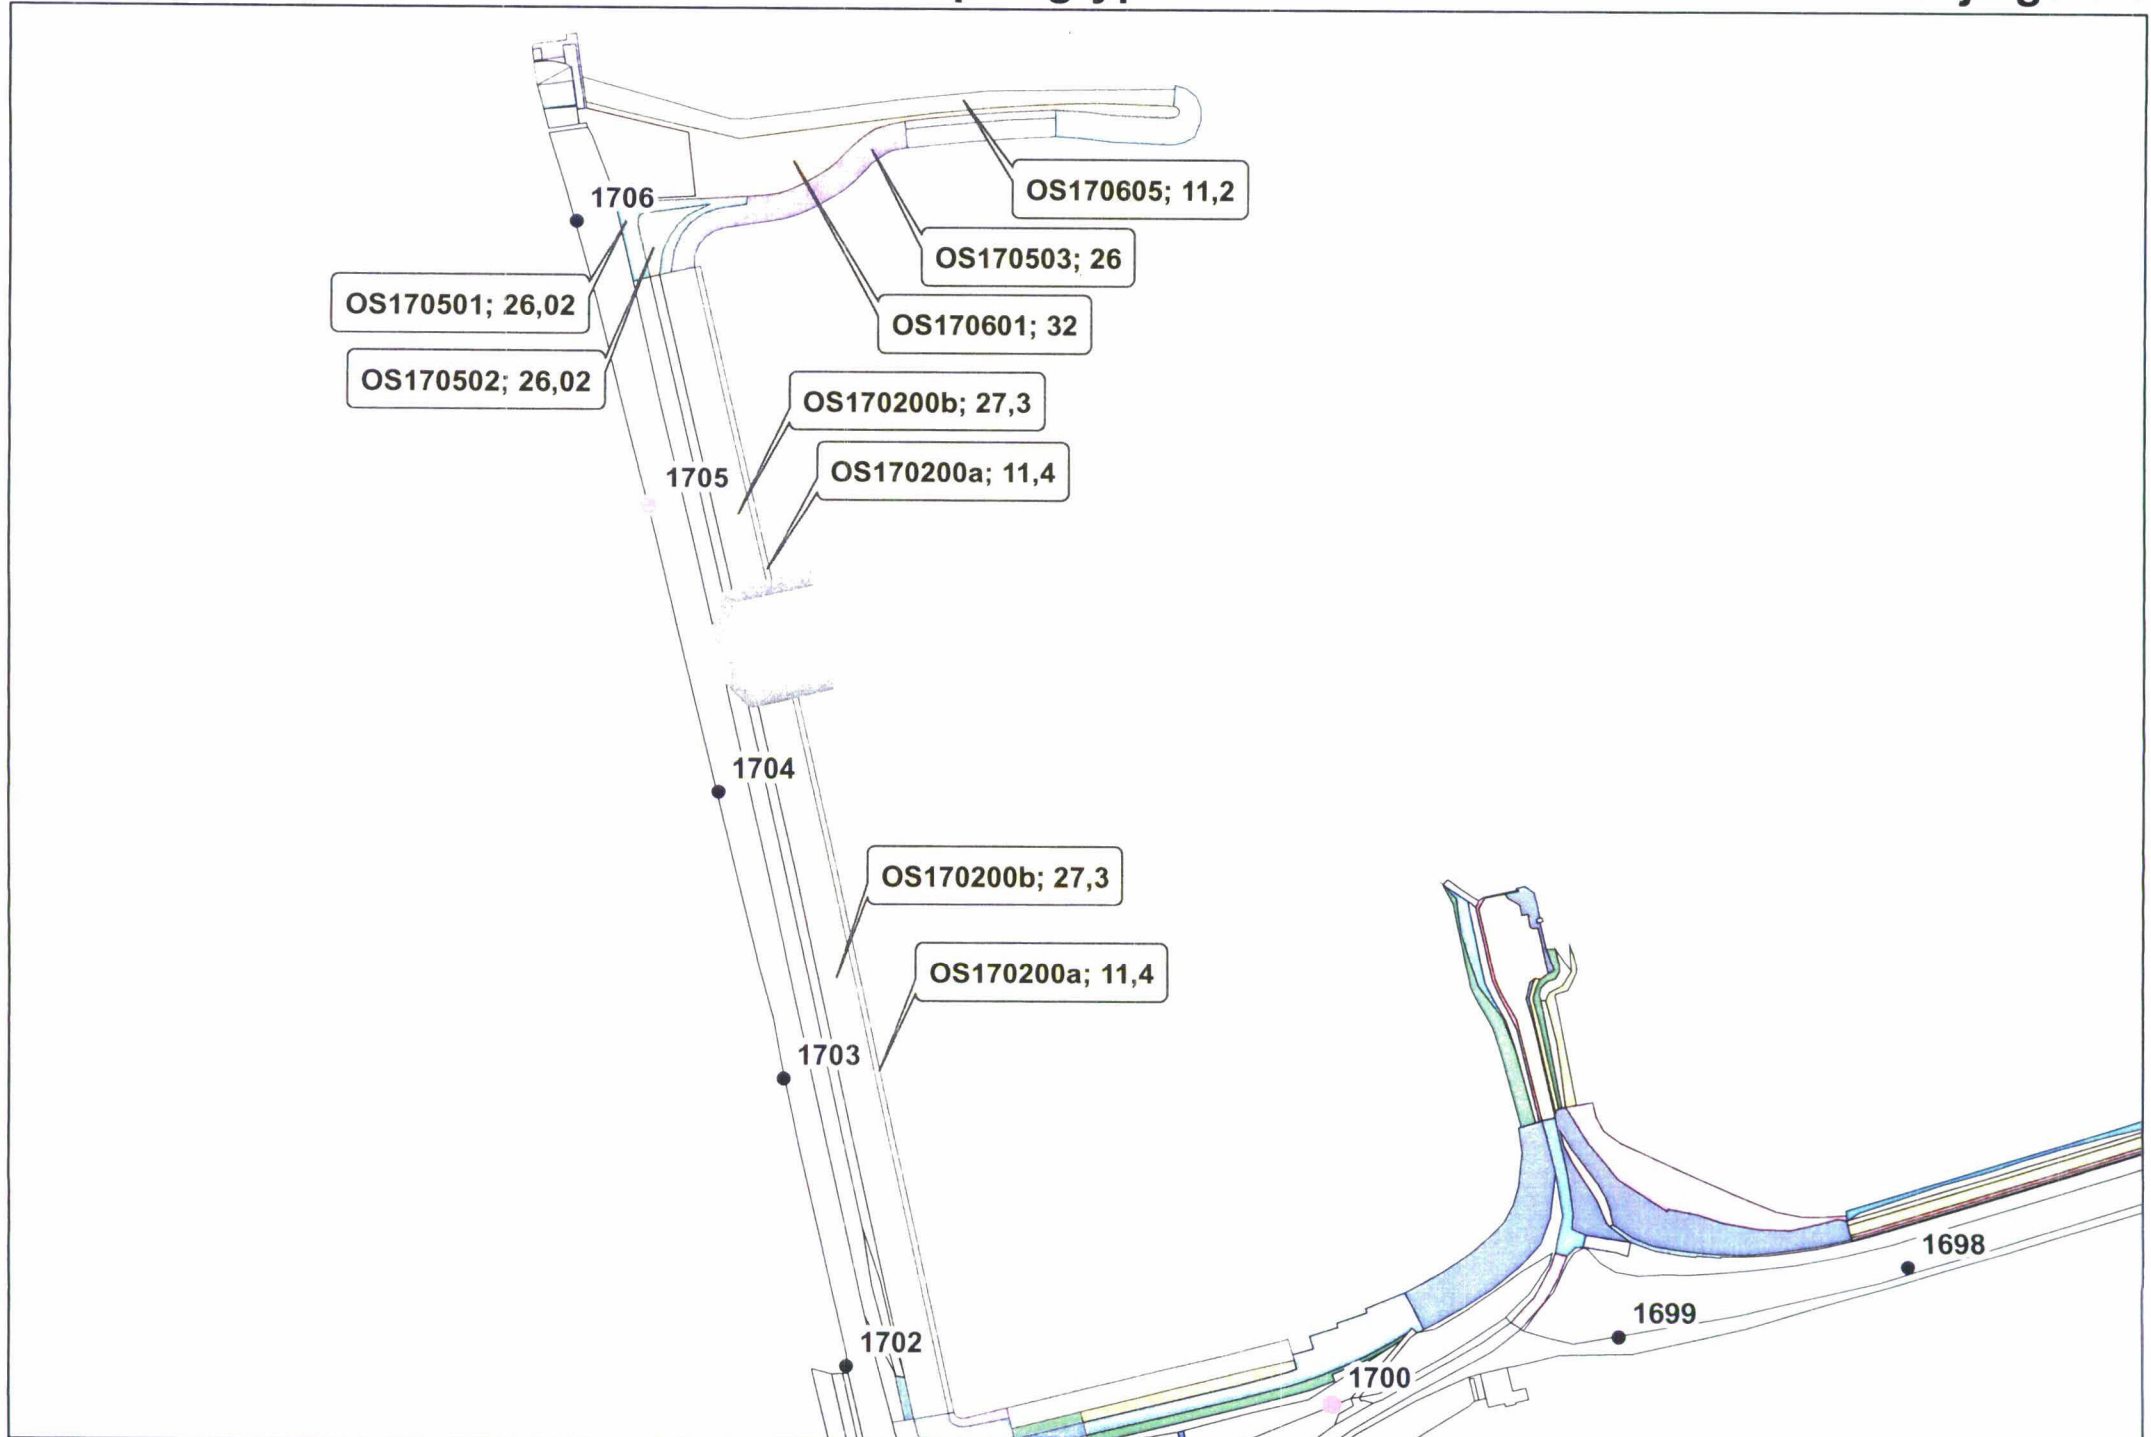 1706
OS170605; 11,2
OS170503; 26
OS170501; 26,02
OS170601; 32
OS170502; 26,02
OS170200b; 27,3
OS170200a; 11,4
1705
1704
OS170200b; 27,3
OS170200a; 11,4
1703
1698
1699
1702
1700